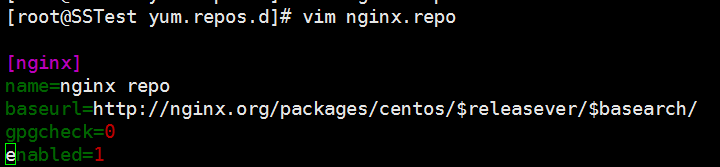 [root@SSTest yum.repos.d]# vim nginx.repo
[nginx]
name=nginx repo
baseurl=http://nginx.org/packages/centos/$releasever/$basearch/
gpgcheck=0
enabled=1